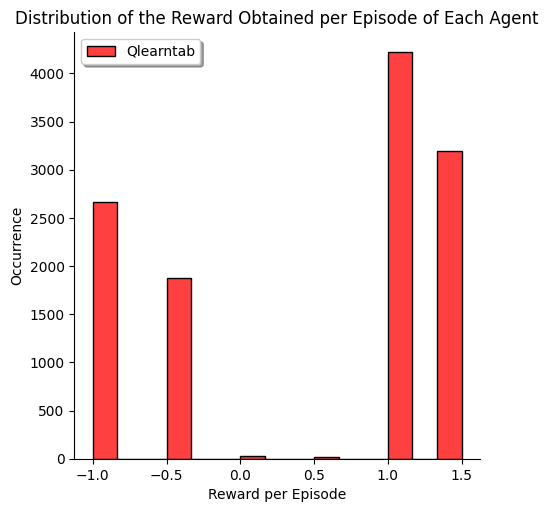 Distribution of the Reward Obtained per Episode of Each Agent
Qlearntab
4000
3500
3000
2500
2000
1500
1000
500
0
Occurrence
−1.0 −0.5 0.0 0.5 1.0 1.5
Reward per Episode